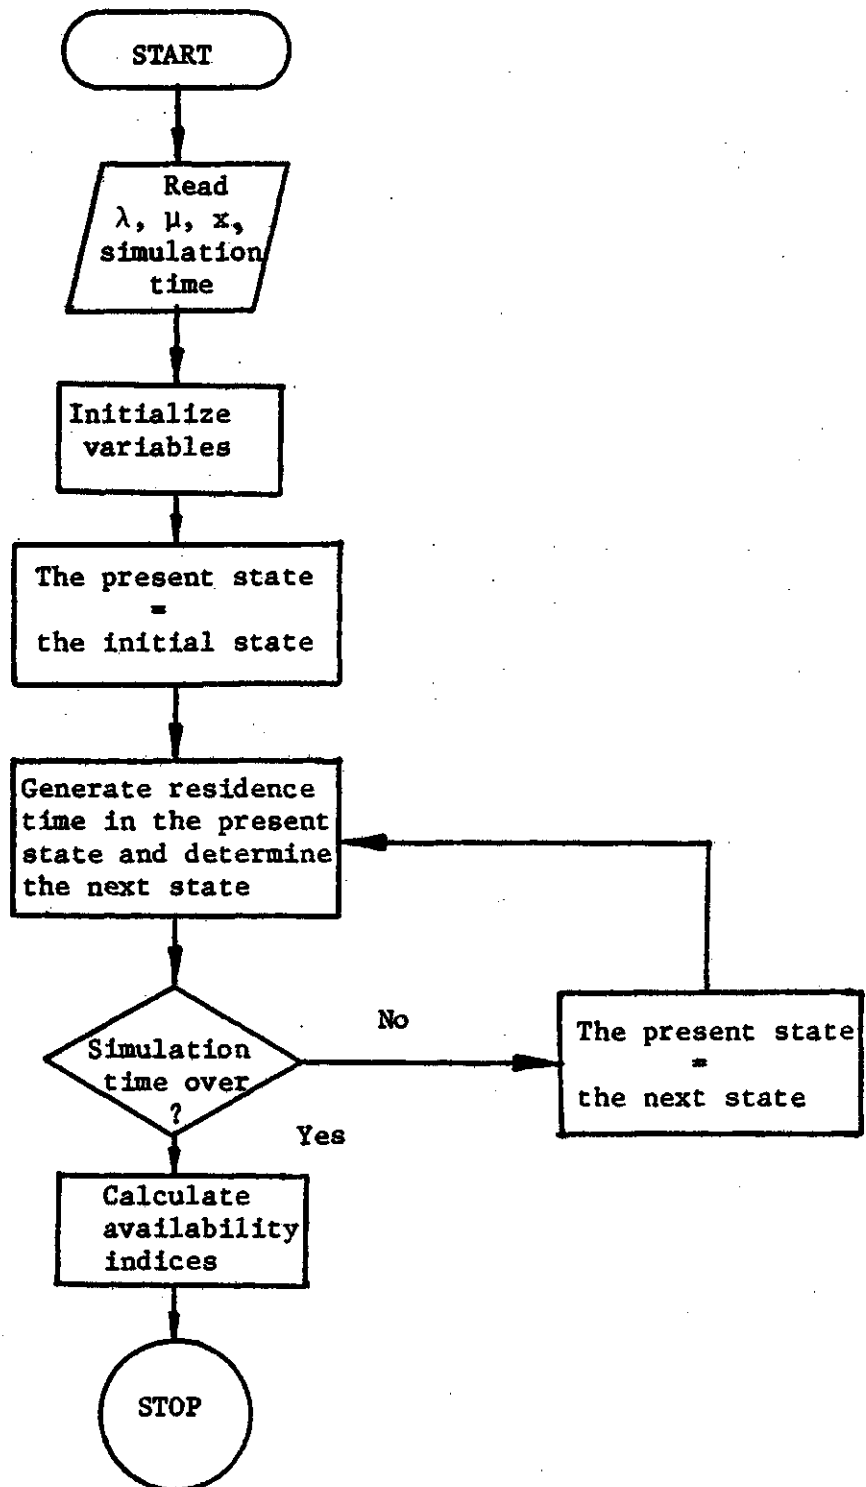 START
Read
λ, μ, x,
simulation
time
Initialize
variables
The present state
=
the initial state
Generate residence
time in the present
state and determine
the next state
Simulation
time over
?
No
The present state
=
the next state
Yes
Calculate
availability
indices
STOP